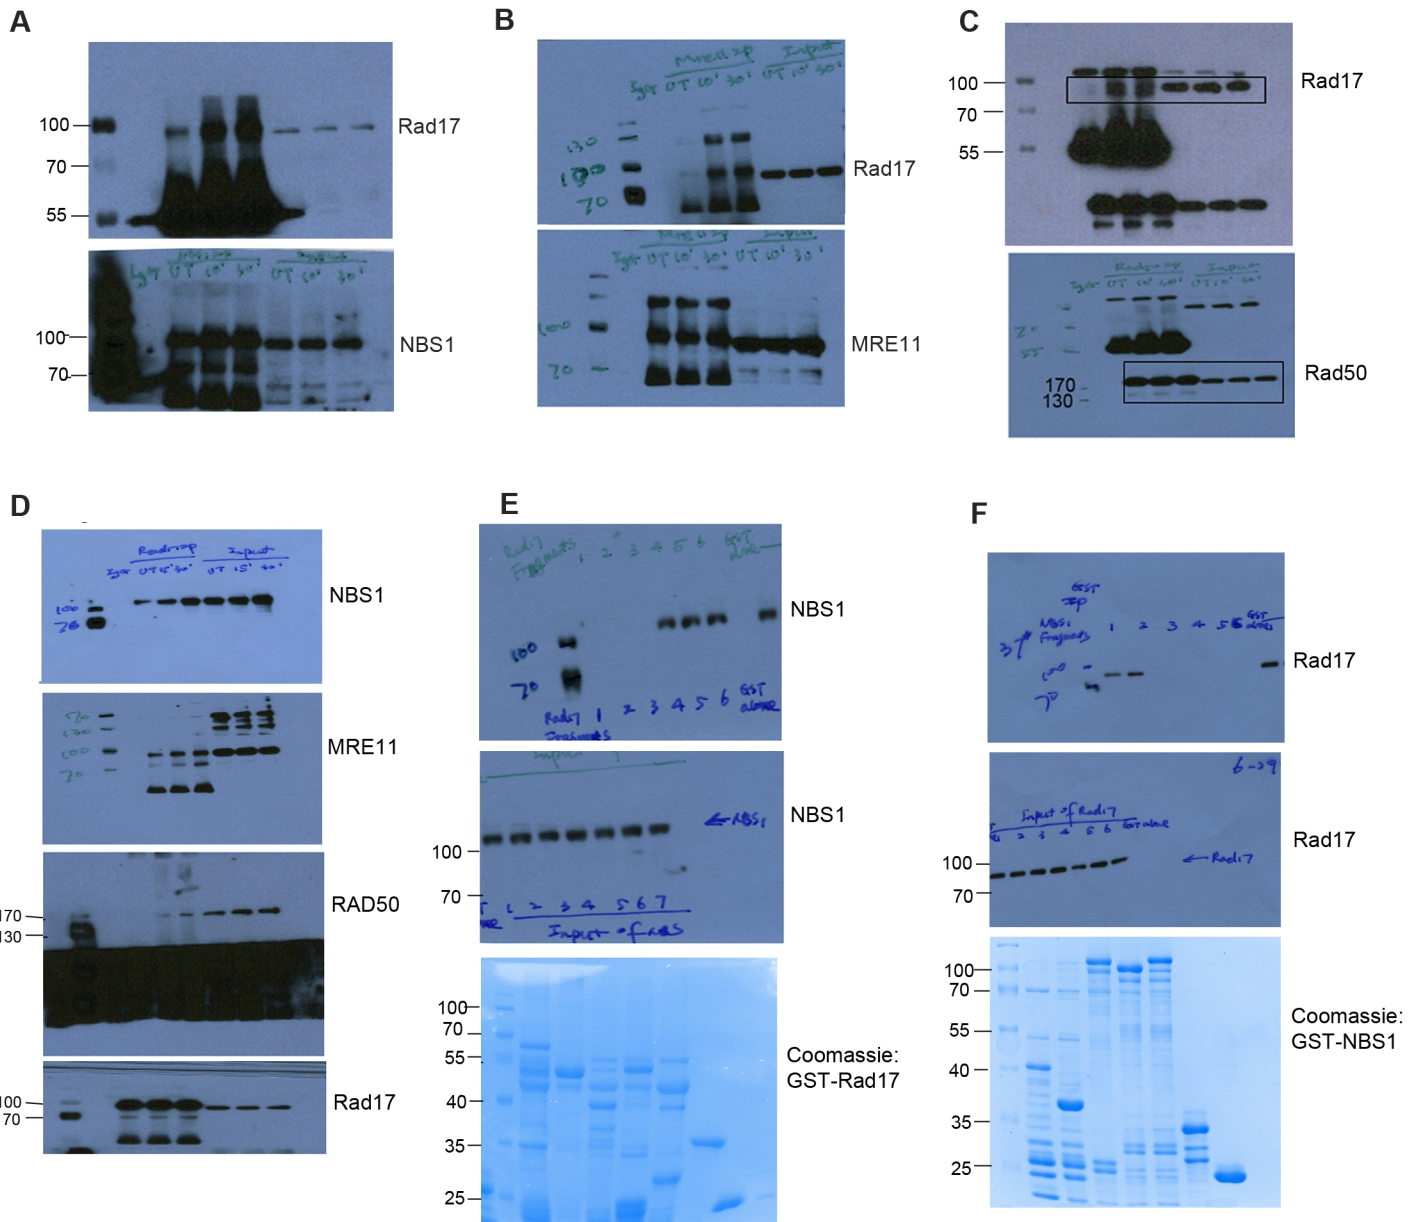 A
100
70
55
Rad17
IgG UT 10' 30' UT 10' 30'
100
70
NBS1
B
Mre11 Ip Input
IgG UT 10' 30' UT 10' 30'
130
100
70
Rad17
Mre11 Ip Input
IgG UT 10' 30' UT 10' 30'
100
70
MRE11
C
100
70
55
Rad17
Input
IgG UT 10' 30' UT 10' 30'
70
55
170
130
Rad50
D
Rad17 Ip Input
IgG UT 15' 30' UT 15' 30'
100
70
NBS1
130
100
70
MRE11
170
130
RAD50
100
70
Rad17
E
Rad17 Fragments 1 2 3 4 5 6 GST alone
100
70
Rad17 Fragments 1 2 3 4 5 6 GST alone
NBS1
← NBS1
100
70
1 2 3 4 5 6 7
Input of NBS
NBS1
100
70
55
40
35
25
Coomassie:
GST-Rad17
F
GST
Ip
NBS1 Fragments 1 2 3 4 5 6 GST alone
100
70
Rad17
6-29
Input of Rad17
2 3 4 5 6 GST alone
← Rad17
100
70
Rad17
100
70
55
40
35
25
Coomassie:
GST-NBS1